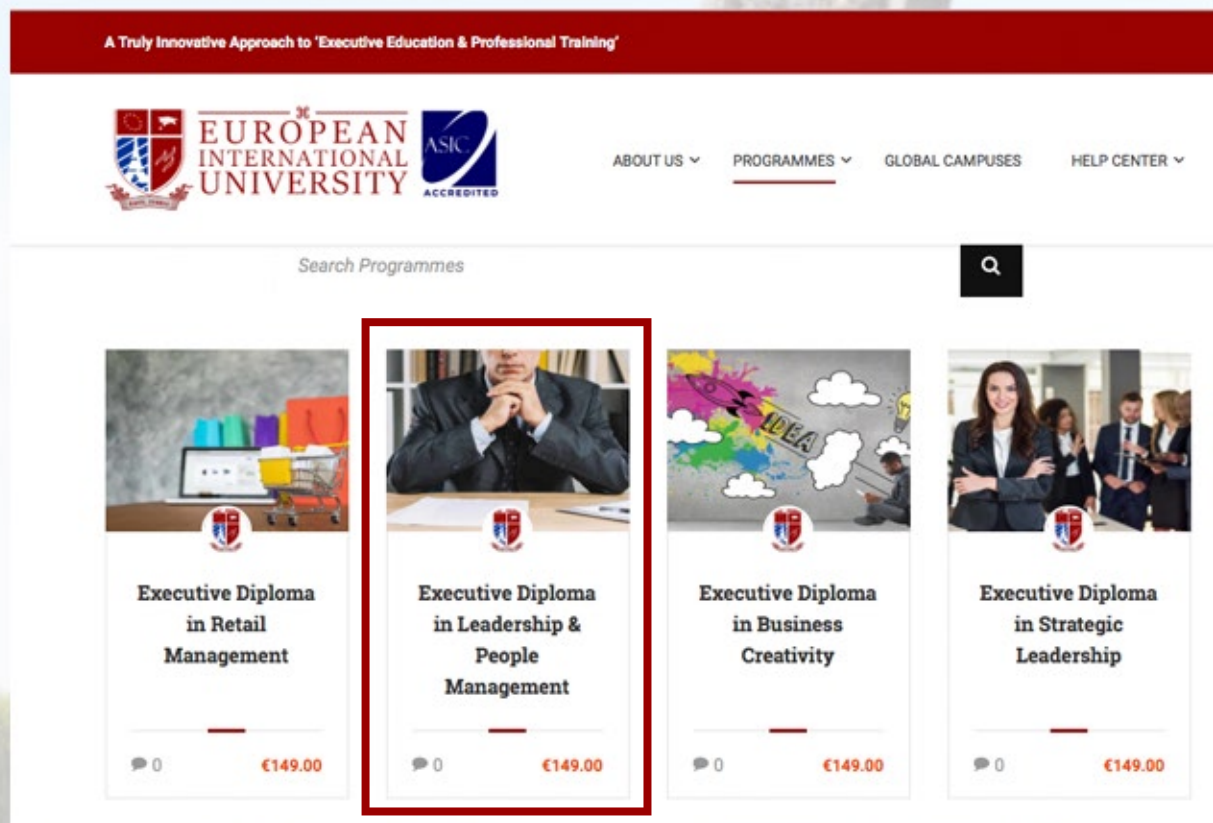 A Truly Innovative Approach to 'Executive Education & Professional Training'
EUROPEAN
INTERNATIONAL
UNIVERSITY
ASIC
ACCREDITED
ABOUT US
PROGRAMMES
GLOBAL CAMPUSES
HELP CENTER
Search Programmes
IDEA
Executive Diploma
in Retail
Management
0
€149.00
Executive Diploma
in Leadership &
People
Management
0
€149.00
Executive Diploma
in Business
Creativity
0
€149.00
Executive Diploma
in Strategic
Leadership
0
€149.00